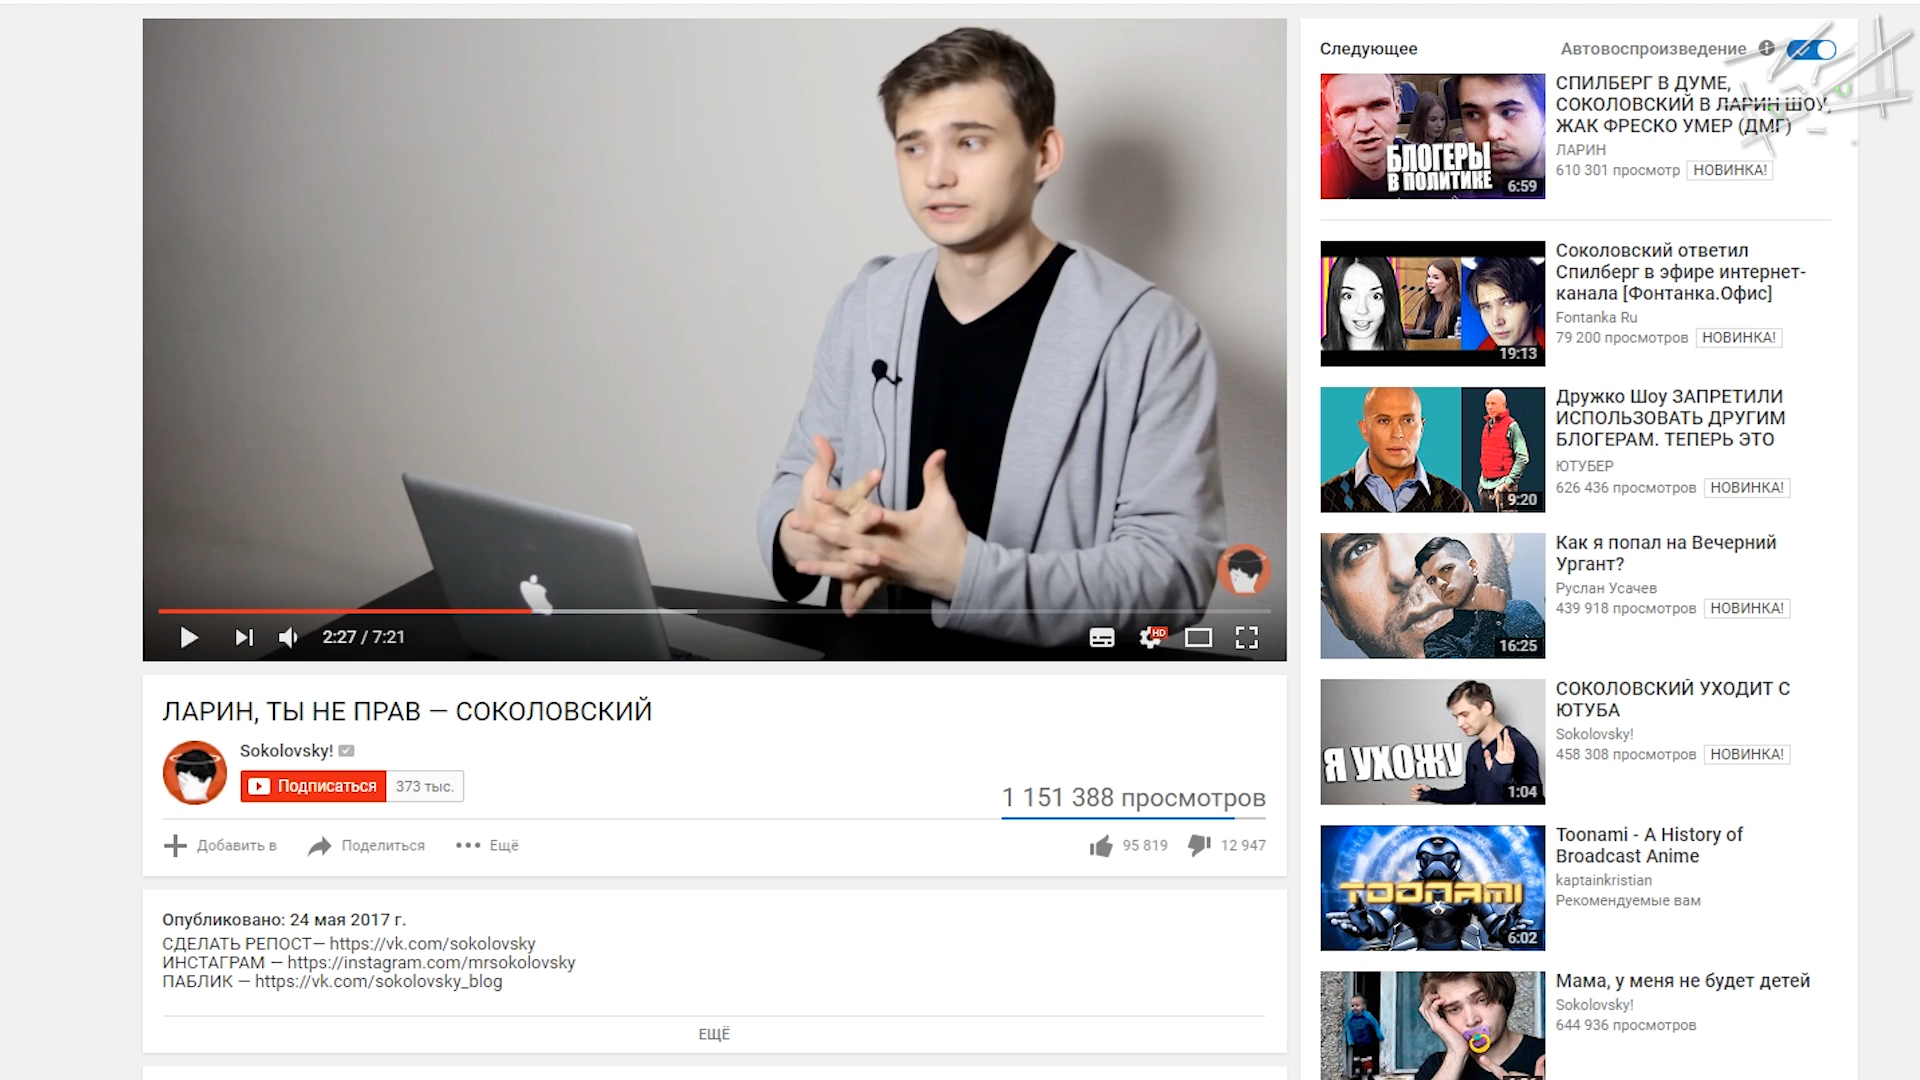 HD
2:27 / 7:21
ЛАРИН, ТЫ НЕ ПРАВ — СОКОЛОВСКИЙ
Sokolovsky!
Подписаться 373 тыс.
1 151 388 просмотров
Добавить в Поделиться Ещё 95 819 12 947
Опубликовано: 24 мая 2017 г.
СДЕЛАТЬ РЕПОСТ— https://vk.com/sokolovsky
ИНСТАГРАМ — https://instagram.com/mrsokolovsky
ПАБЛИК — https://vk.com/sokolovsky_blog
ЕЩЁ
Следующее Автовоспроизведение
БЛОГЕРЫ
В ПОЛИТИКЕ
6:59
СПИЛБЕРГ В ДУМЕ,
СОКОЛОВСКИЙ В ЛАРИН ШОУ,
ЖАК ФРЕСКО УМЕР (ДМГ)
ЛАРИН
610 301 просмотр НОВИНКА!
19:13
Соколовский ответил
Спилберг в эфире интернет-
канала [Фонтанка.Офис]
Fontanka Ru
79 200 просмотров НОВИНКА!
9:20
Дружко Шоу ЗАПРЕТИЛИ
ИСПОЛЬЗОВАТЬ ДРУГИМ
БЛОГЕРАМ. ТЕПЕРЬ ЭТО
ЮТУБЕР
626 436 просмотров НОВИНКА!
16:25
Как я попал на Вечерний
Ургант?
Руслан Усачев
439 918 просмотров НОВИНКА!
Я УХОЖУ
1:04
СОКОЛОВСКИЙ УХОДИТ С
ЮТУБА
Sokolovsky!
458 308 просмотров НОВИНКА!
TOONAMI
6:02
Toonami - A History of
Broadcast Anime
kaptainkristian
Рекомендуемые вам
Мама, у меня не будет детей
Sokolovsky!
644 936 просмотров